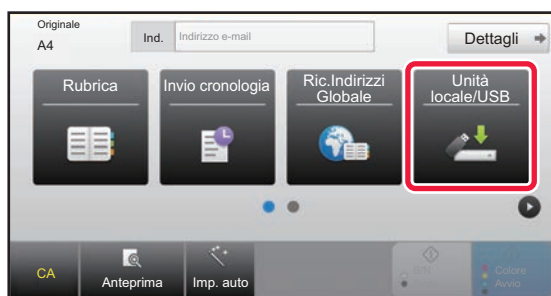 Originale
A4
Ind.
Indirizzo e-mail
Dettagli
Rubrica
Invio cronologia
Ric.Indirizzi
Globale
Unità
locale/USB
CA
Anteprima
Imp. auto
B/N
Avvio
Colore
Avvio